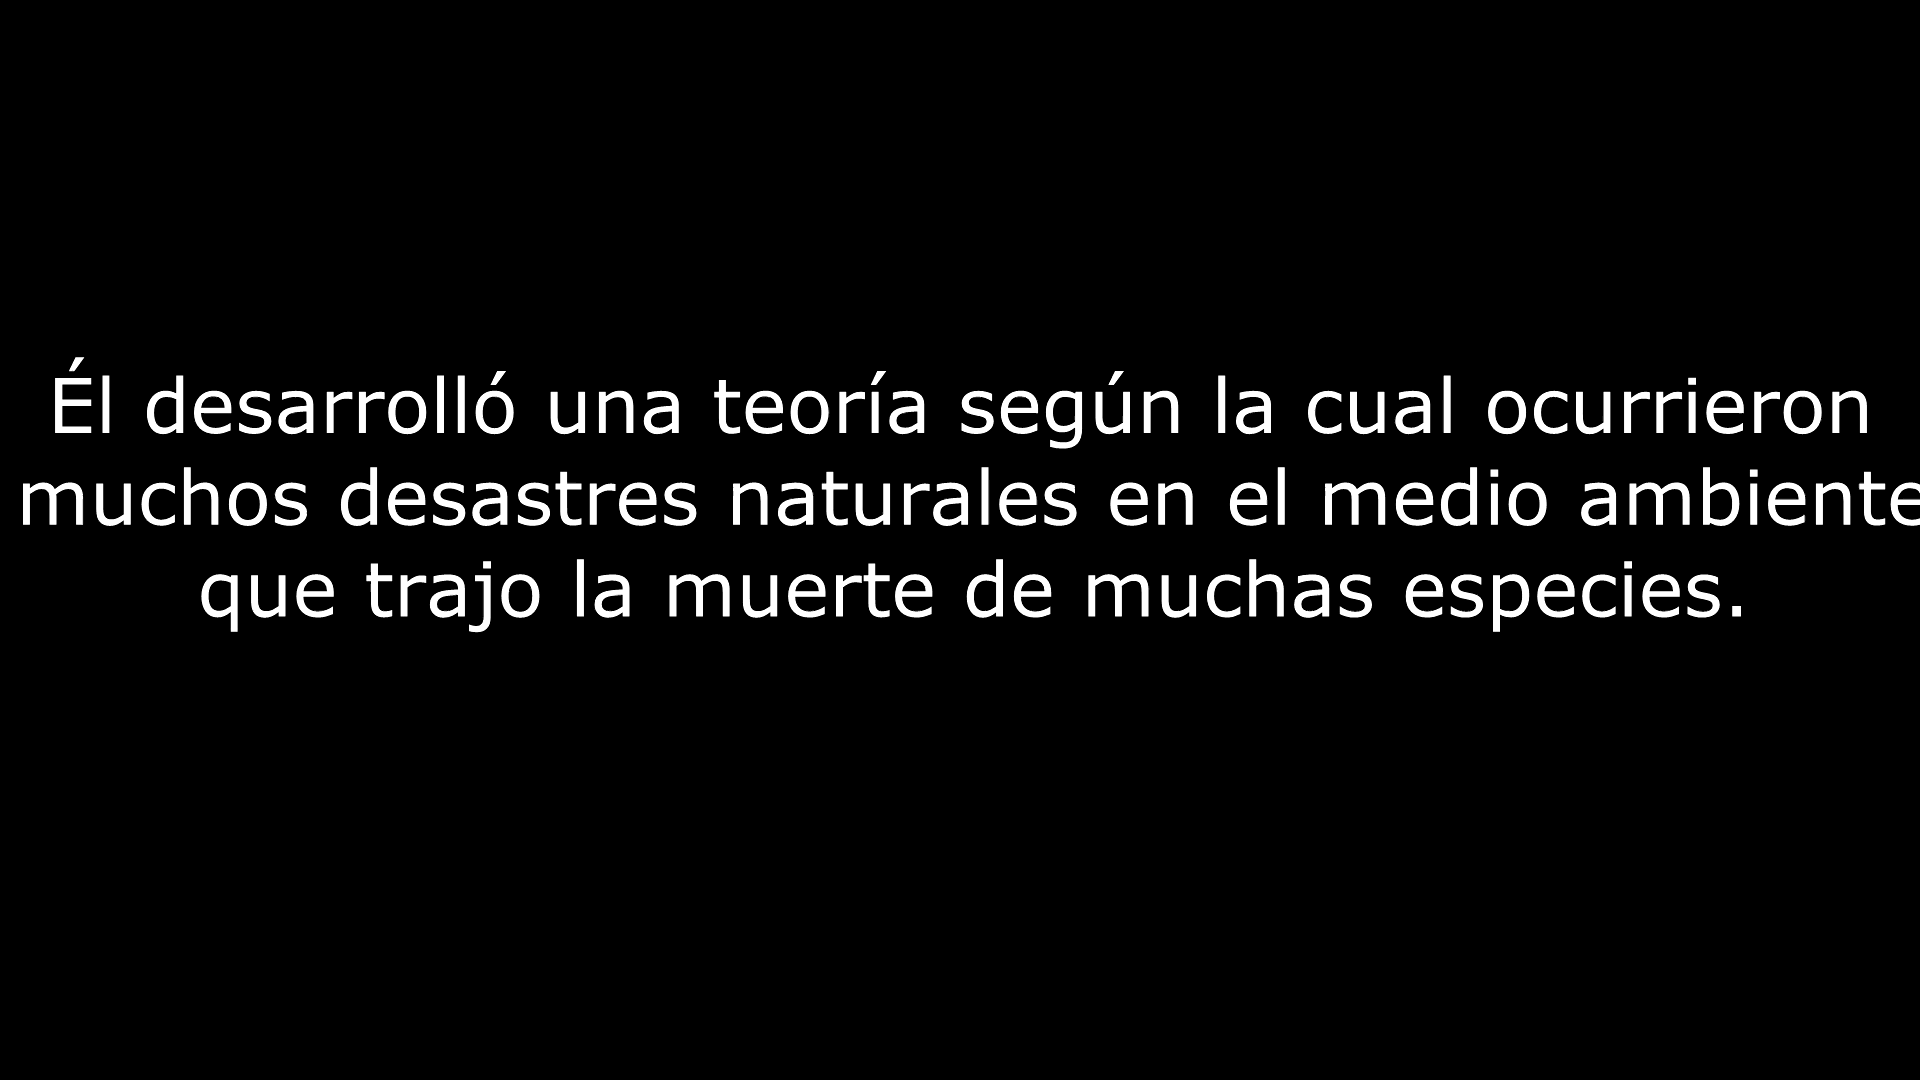 Él desarrolló una teoría según la cual ocurrieron
muchos desastres naturales en el medio ambiente
que trajo la muerte de muchas especies.